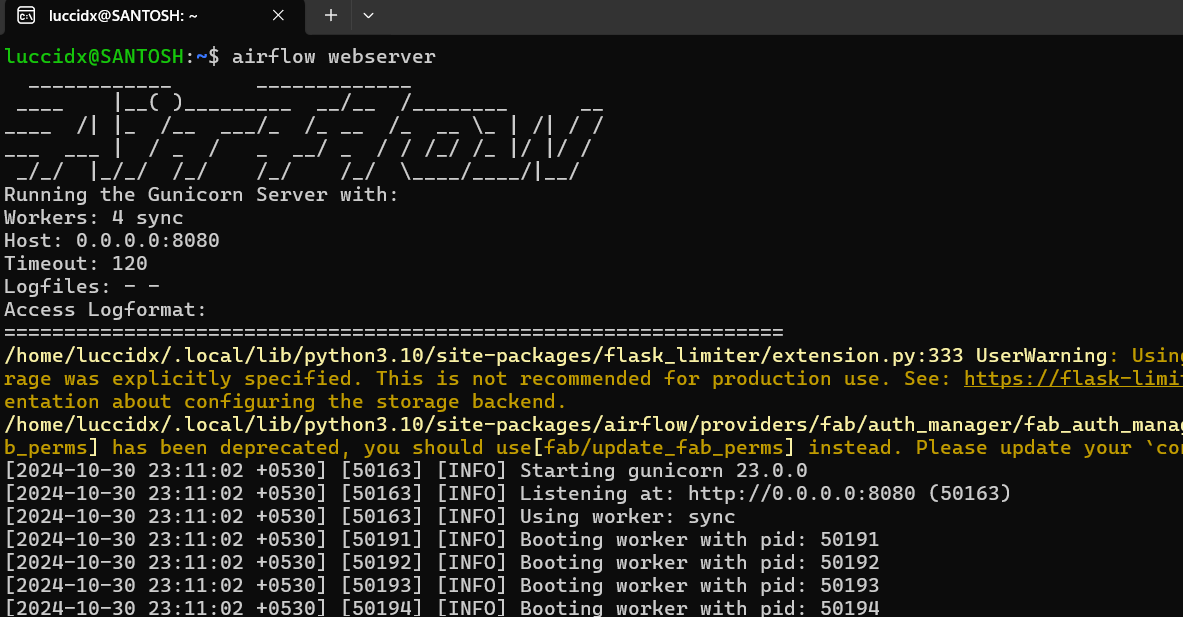 luccidx@SANTOSH: ~
luccidx@SANTOSH:~$ airflow webserver
  ____________       _____________
 ____    |__( )_________  __/__  /________      __
____  /| |_  /__  ___/_  /_ __  /_  __ \_ | /| / /
___  ___ |  / _  /   _  __/ _  / / /_/ /_ |/ |/ /
 _/_/  |_/_/  /_/    /_/    /_/  \____/____/|__/
Running the Gunicorn Server with:
Workers: 4 sync
Host: 0.0.0.0:8080
Timeout: 120
Logfiles: - -
Access Logformat:
=================================================================
/home/luccidx/.local/lib/python3.10/site-packages/flask_limiter/extension.py:333 UserWarning: Using
rage was explicitly specified. This is not recommended for production use. See: https://flask-limit
entation about configuring the storage backend.
/home/luccidx/.local/lib/python3.10/site-packages/airflow/providers/fab/auth_manager/fab_auth_manag
b_perms] has been deprecated, you should use[fab/update_fab_perms] instead. Please update your `con
[2024-10-30 23:11:02 +0530] [50163] [INFO] Starting gunicorn 23.0.0
[2024-10-30 23:11:02 +0530] [50163] [INFO] Listening at: http://0.0.0.0:8080 (50163)
[2024-10-30 23:11:02 +0530] [50163] [INFO] Using worker: sync
[2024-10-30 23:11:02 +0530] [50191] [INFO] Booting worker with pid: 50191
[2024-10-30 23:11:02 +0530] [50192] [INFO] Booting worker with pid: 50192
[2024-10-30 23:11:02 +0530] [50193] [INFO] Booting worker with pid: 50193
[2024-10-30 23:11:02 +0530] [50194] [INFO] Booting worker with pid: 50194